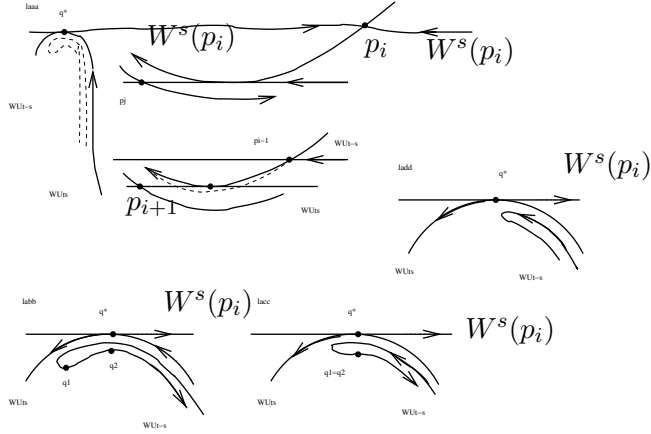 laaa
q*
W^s(p_i)
p_i
W^s(p_i)
pj
WUt-s
pi-1
WUt-s
WUts
p_{i+1}
WUts
ladd
q*
W^s(p_i)
WUts
WUt-s
labb
q*
W^s(p_i)
q1
q2
WUts
WUt-s
lacc
q*
W^s(p_i)
q1=q2
WUts
WUt-s